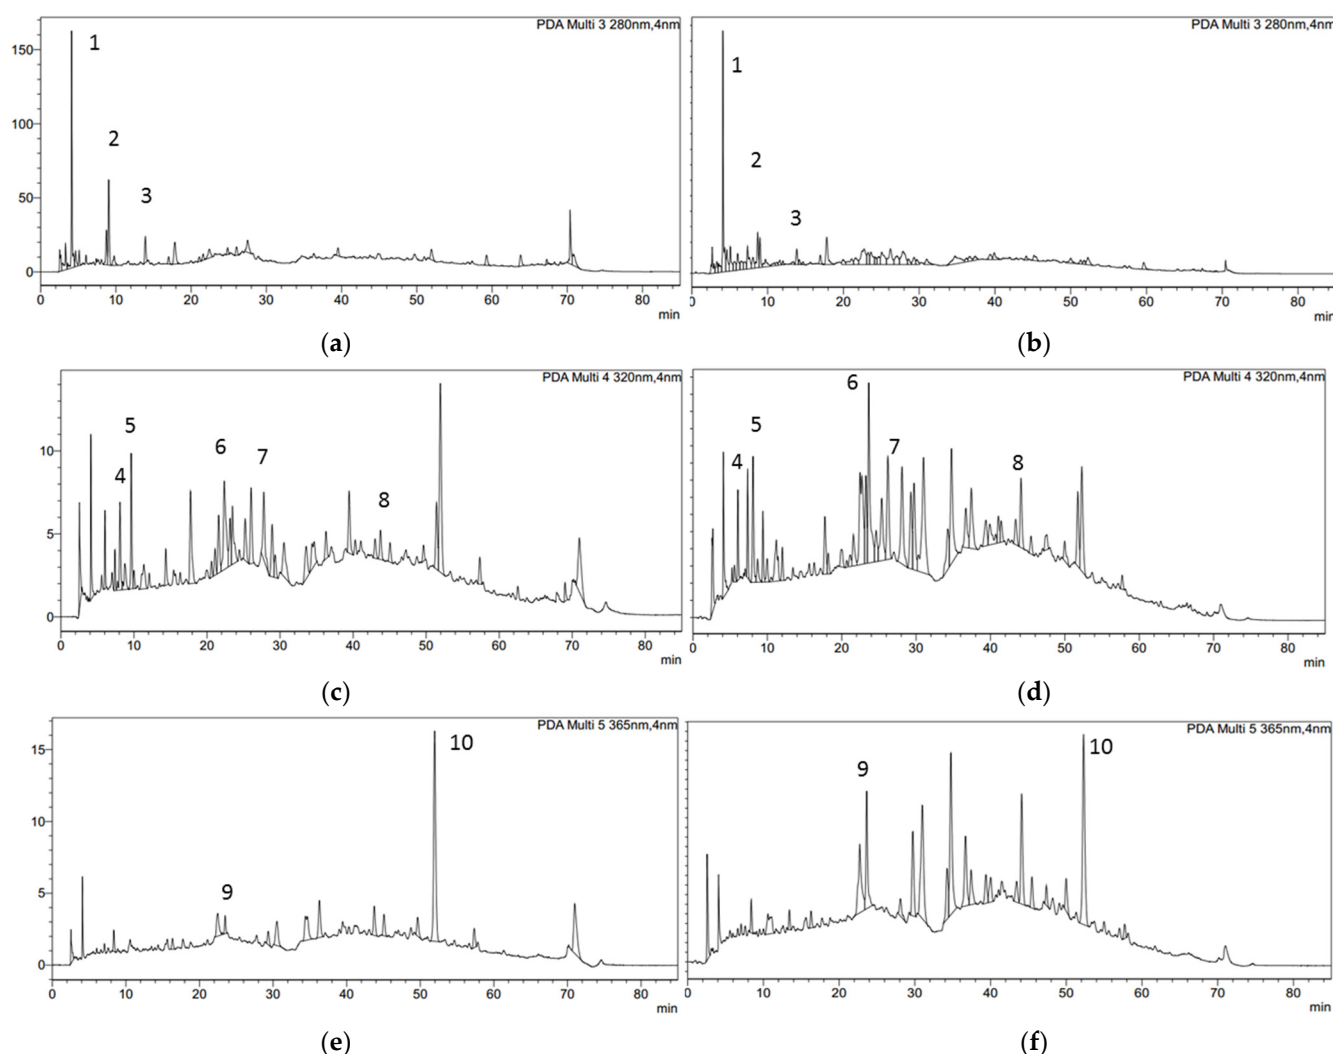 PDA Multi 3 280nm,4nm
150
100
50
0
1
2
3
0 10 20 30 40 50 60 70 80
min
(a)
PDA Multi 3 280nm,4nm
1
2
3
0 10 20 30 40 50 60 70 80
min
(b)
PDA Multi 4 320nm,4nm
10
5
0
4
5
6
7
8
0 10 20 30 40 50 60 70 80
min
(c)
PDA Multi 4 320nm,4nm
4
5
6
7
8
0 10 20 30 40 50 60 70 80
min
(d)
PDA Multi 5 365nm,4nm
15
10
5
0
9
10
0 10 20 30 40 50 60 70 80
min
(e)
PDA Multi 5 365nm,4nm
9
10
0 10 20 30 40 50 60 70 80
min
(f)